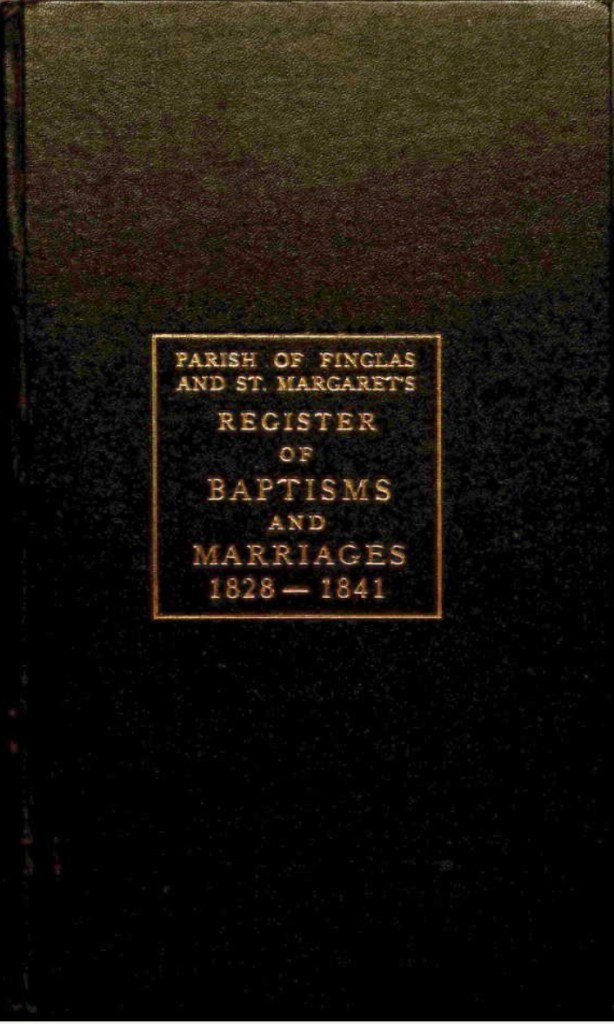 PARISH OF FINGLAS
AND ST. MARGARET'S
REGISTER
OF
BAPTISMS
AND
MARRIAGES
1828 — 1841